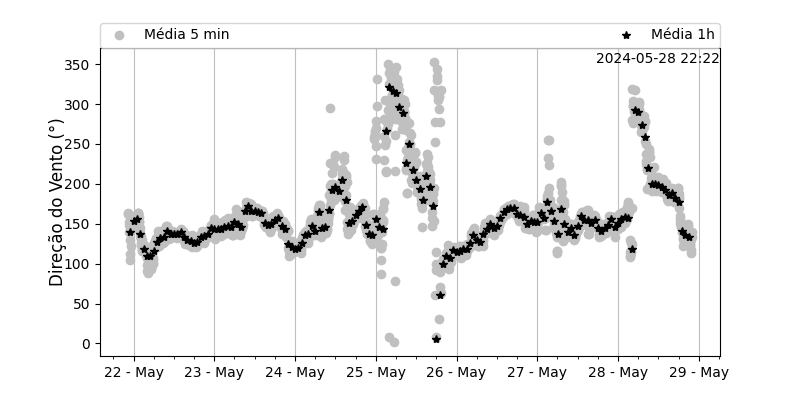 Média 5 min
Média 1h
2024-05-28 22:22
Direção do Vento (°)
350
300
250
200
150
100
50
0
22 - May
23 - May
24 - May
25 - May
26 - May
27 - May
28 - May
29 - May